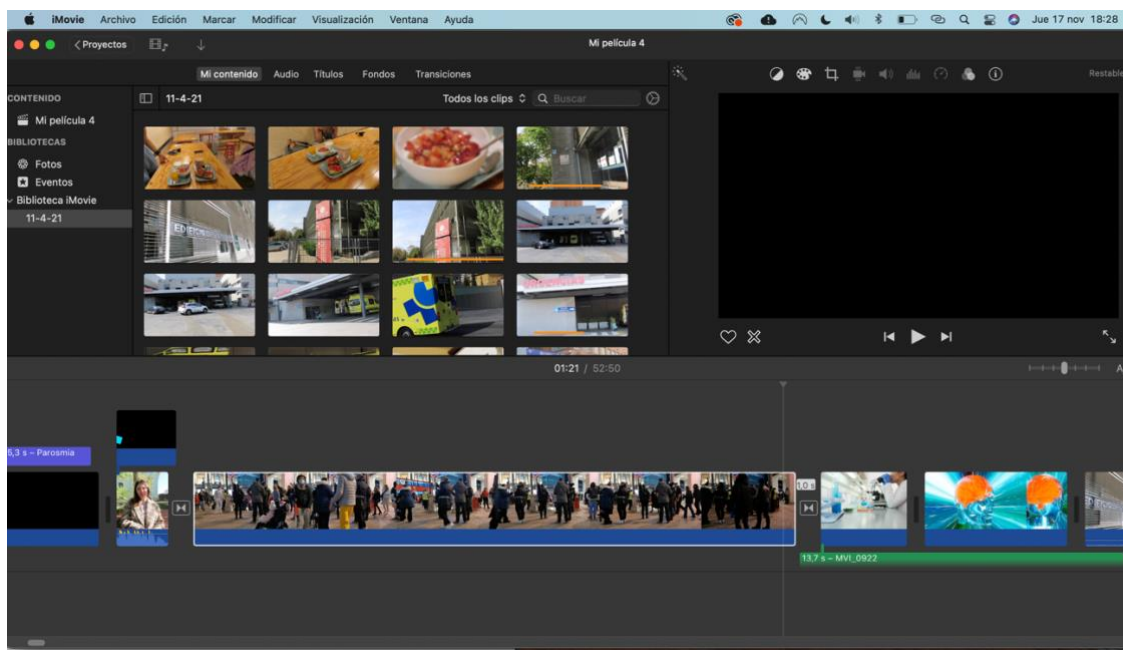 iMovie Archivo Edición Marcar Modificar Visualización Ventana Ayuda Jue 17 nov 18:28
Proyectos Mi película 4
Mi contenido Audio Títulos Fondos Transiciones Restable
CONTENIDO 11-4-21 Todos los clips Buscar
Mi película 4
BIBLIOTECAS
Fotos
Eventos
Biblioteca iMovie
11-4-21
01:21 / 52:50
A
5,3 s – Parosmia
1,0 s
13,7 s – MVI_0922